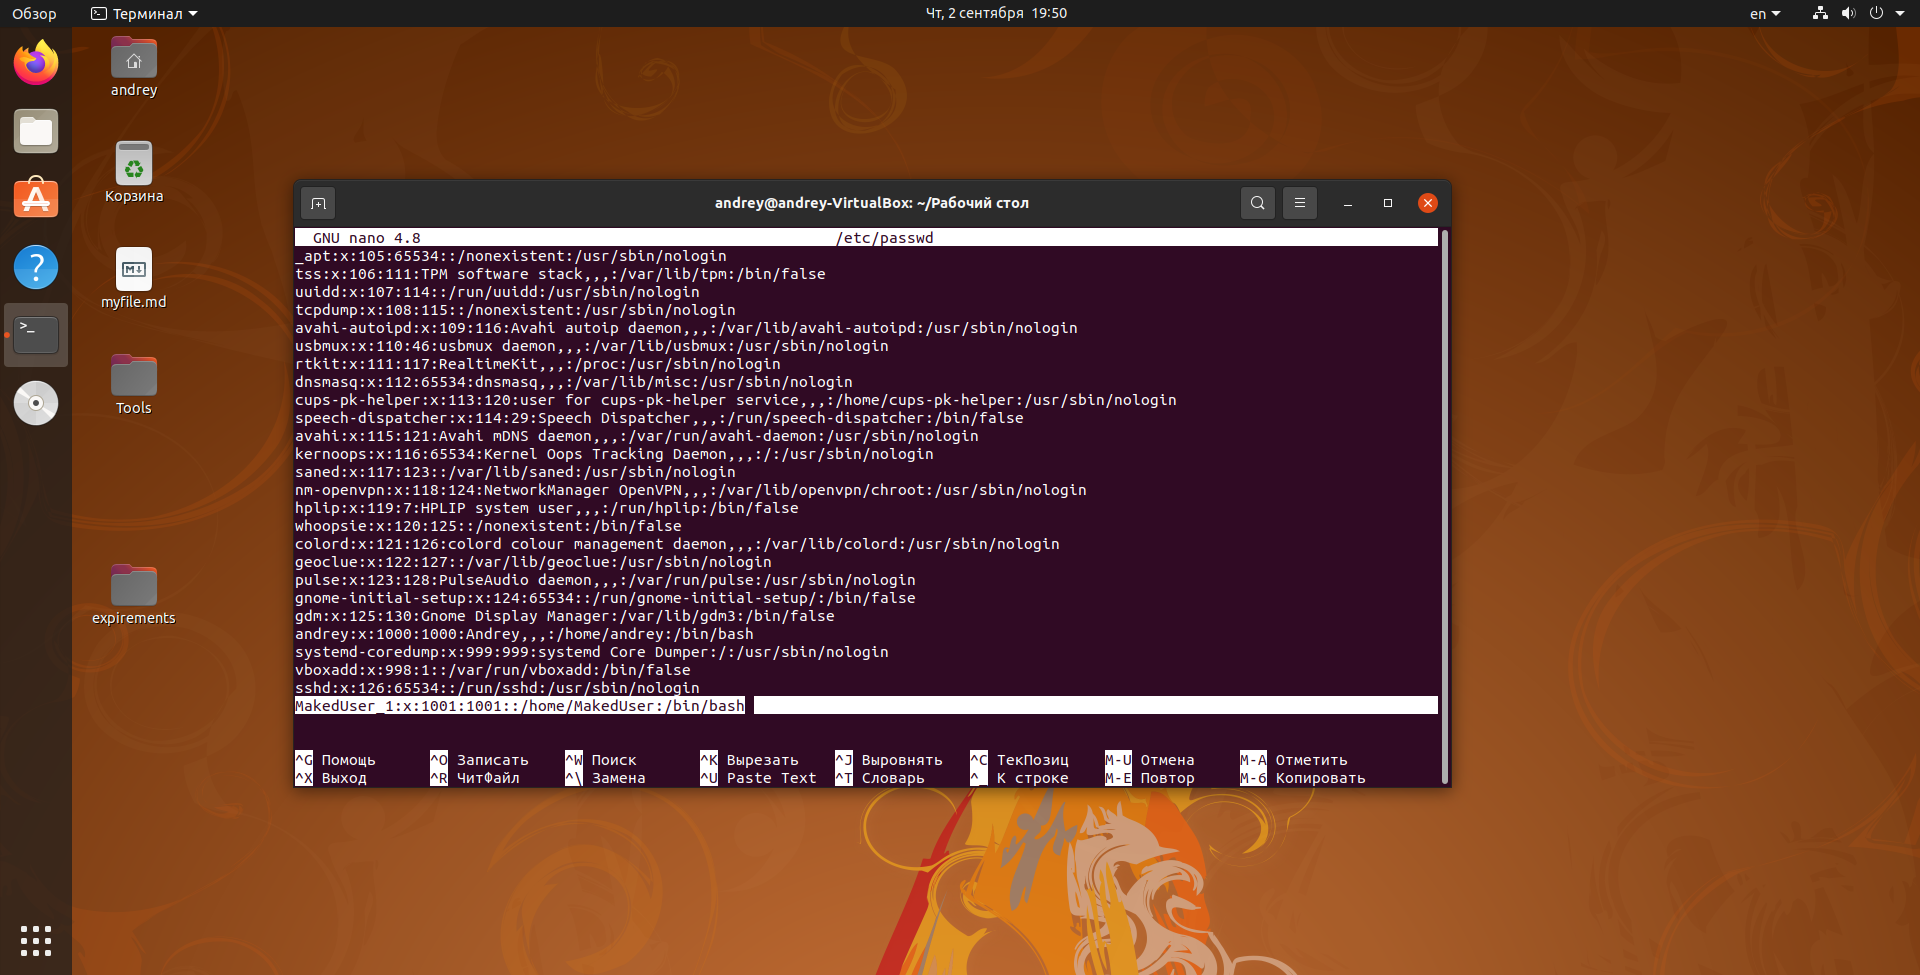 Обзор
Терминал
Чт, 2 сентября 19:50
en
andrey
Корзина
myfile.md
Tools
expirements
andrey@andrey-VirtualBox: ~/Рабочий стол
GNU nano 4.8 /etc/passwd
_apt:x:105:65534::/nonexistent:/usr/sbin/nologin
tss:x:106:111:TPM software stack,,,:/var/lib/tpm:/bin/false
uuidd:x:107:114::/run/uuidd:/usr/sbin/nologin
tcpdump:x:108:115::/nonexistent:/usr/sbin/nologin
avahi-autoipd:x:109:116:Avahi autoip daemon,,,:/var/lib/avahi-autoipd:/usr/sbin/nologin
usbmux:x:110:46:usbmux daemon,,,:/var/lib/usbmux:/usr/sbin/nologin
rtkit:x:111:117:RealtimeKit,,,:/proc:/usr/sbin/nologin
dnsmasq:x:112:65534:dnsmasq,,,:/var/lib/misc:/usr/sbin/nologin
cups-pk-helper:x:113:120:user for cups-pk-helper service,,,:/home/cups-pk-helper:/usr/sbin/nologin
speech-dispatcher:x:114:29:Speech Dispatcher,,,:/run/speech-dispatcher:/bin/false
avahi:x:115:121:Avahi mDNS daemon,,,:/var/run/avahi-daemon:/usr/sbin/nologin
kernoops:x:116:65534:Kernel Oops Tracking Daemon,,,:/:/usr/sbin/nologin
saned:x:117:123::/var/lib/saned:/usr/sbin/nologin
nm-openvpn:x:118:124:NetworkManager OpenVPN,,,:/var/lib/openvpn/chroot:/usr/sbin/nologin
hplip:x:119:7:HPLIP system user,,,:/run/hplip:/bin/false
whoopsie:x:120:125::/nonexistent:/bin/false
colord:x:121:126:colord colour management daemon,,,:/var/lib/colord:/usr/sbin/nologin
geoclue:x:122:127::/var/lib/geoclue:/usr/sbin/nologin
pulse:x:123:128:PulseAudio daemon,,,:/var/run/pulse:/usr/sbin/nologin
gnome-initial-setup:x:124:65534::/run/gnome-initial-setup/:/bin/false
gdm:x:125:130:Gnome Display Manager:/var/lib/gdm3:/bin/false
andrey:x:1000:1000:Andrey,,,:/home/andrey:/bin/bash
systemd-coredump:x:999:999:systemd Core Dumper:/:/usr/sbin/nologin
vboxadd:x:998:1::/var/run/vboxadd:/bin/false
sshd:x:126:65534::/run/sshd:/usr/sbin/nologin
MakedUser_1:x:1001:1001::/home/MakedUser:/bin/bash
^G Помощь ^O Записать ^W Поиск ^K Вырезать ^J Выровнять ^C ТекПозиц M-U Отмена M-A Отметить
^X Выход ^R ЧитФайл ^\ Замена ^U Paste Text ^T Словарь ^_ К строке M-E Повтор M-6 Копировать